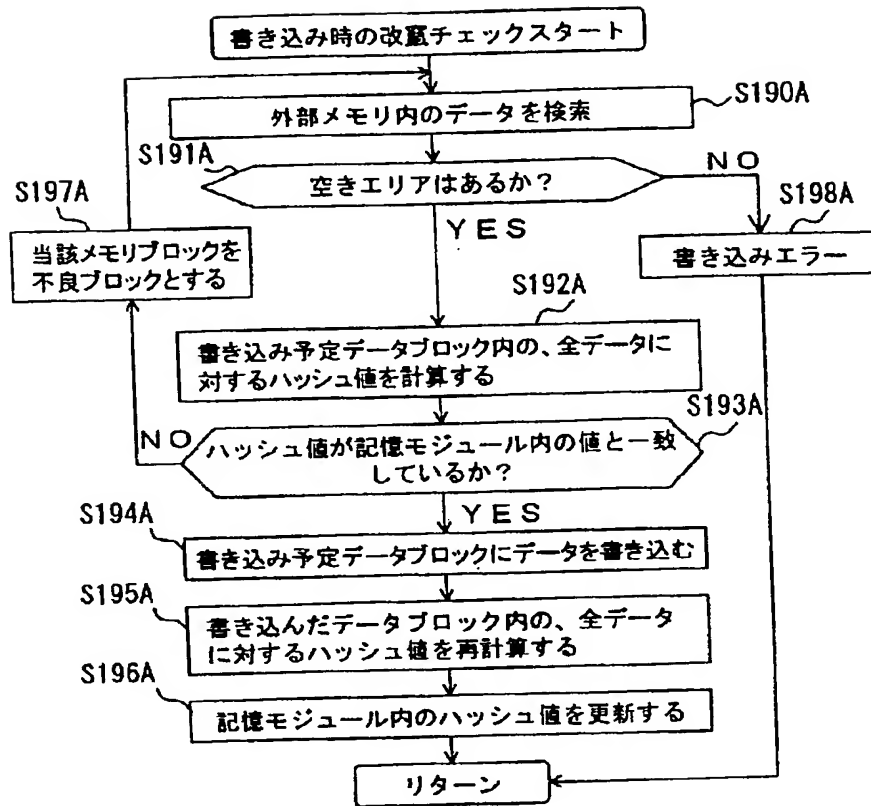 書き込み時の改竄チェックスタート
S190A
外部メモリ内のデータを検索
S191A
空きエリアはあるか？
NO
S197A
当該メモリブロックを
不良ブロックとする
YES
S198A
書き込みエラー
S192A
書き込み予定データブロック内の、全データに
対するハッシュ値を計算する
S193A
NO
ハッシュ値が記憶モジュール内の値と一致
しているか？
YES
S194A
書き込み予定データブロックにデータを書き込む
S195A
書き込んだデータブロック内の、全データ
に対するハッシュ値を再計算する
S196A
記憶モジュール内のハッシュ値を更新する
リターン